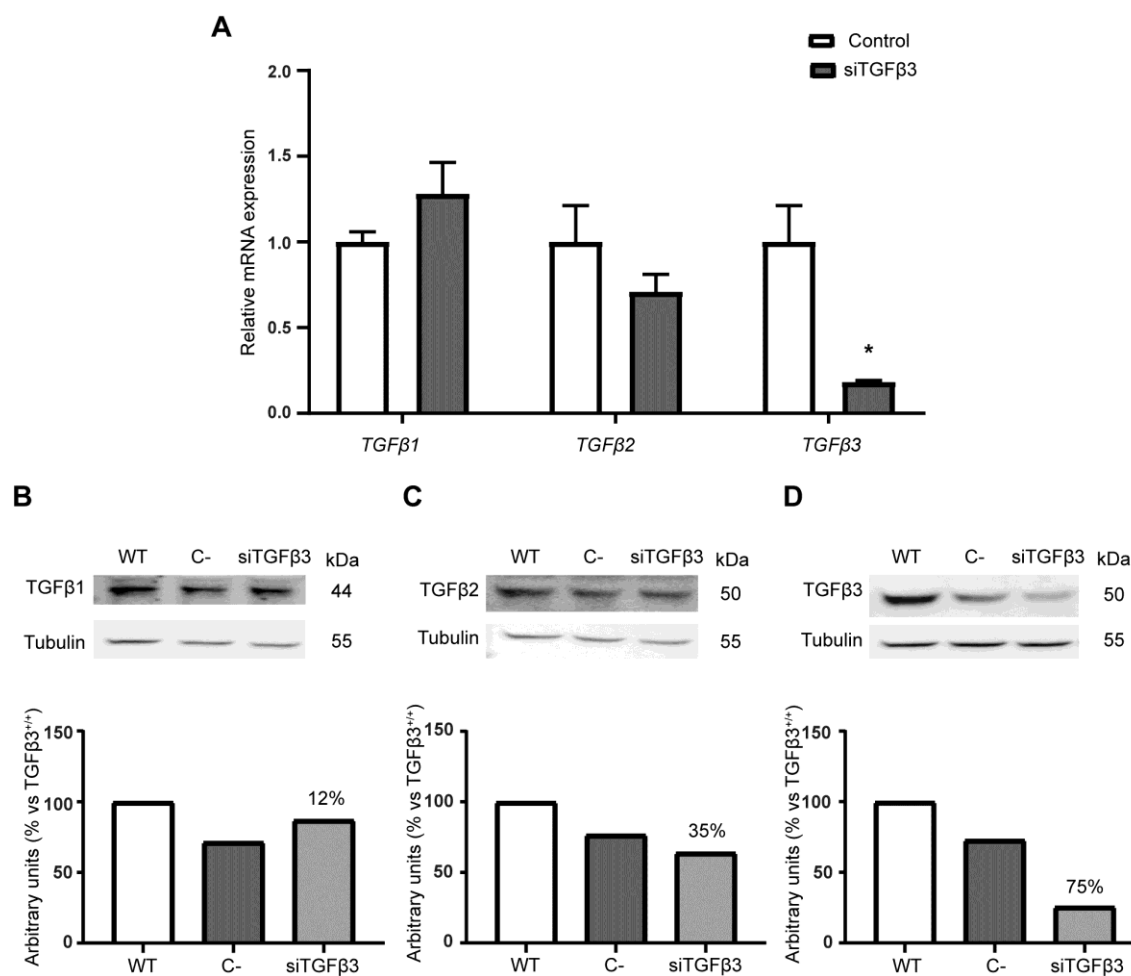 A
Control
siTGFβ3
Relative mRNA expression
2.0
1.5
1.0
0.5
0.0
*
TGFβ1 TGFβ2 TGFβ3
B
WT C- siTGFβ3 kDa
TGFβ1 44
Tubulin 55
Arbitrary units (% vs TGFβ3+/+)
150
100
50
0
12%
WT C- siTGFβ3
C
WT C- siTGFβ3 kDa
TGFβ2 50
Tubulin 55
Arbitrary units (% vs TGFβ3+/+)
150
100
50
0
35%
WT C- siTGFβ3
D
WT C- siTGFβ3 kDa
TGFβ3 50
Tubulin 55
Arbitrary units (% vs TGFβ3+/+)
150
100
50
0
75%
WT C- siTGFβ3